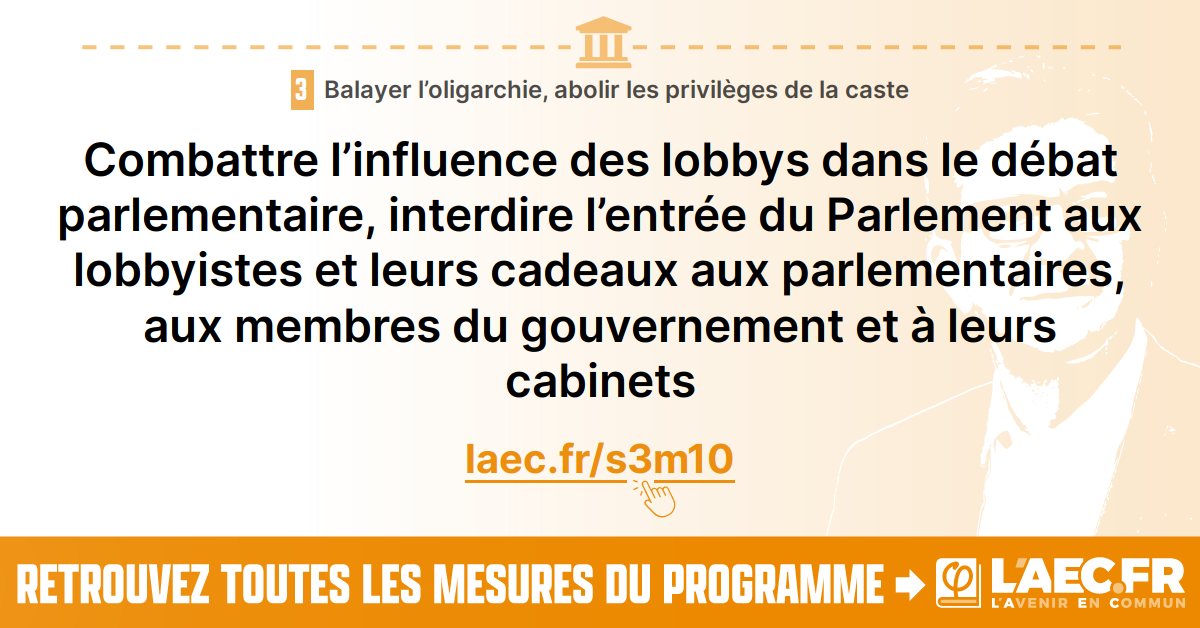 3 Balayer l’oligarchie, abolir les privilèges de la caste
Combattre l’influence des lobbys dans le débat
parlementaire, interdire l’entrée du Parlement aux
lobbyistes et leurs cadeaux aux parlementaires,
aux membres du gouvernement et à leurs
cabinets
laec.fr/s3m10
RETROUVEZ TOUTES LES MESURES DU PROGRAMME φ L'AEC.FR
L'AVENIR EN COMMUN